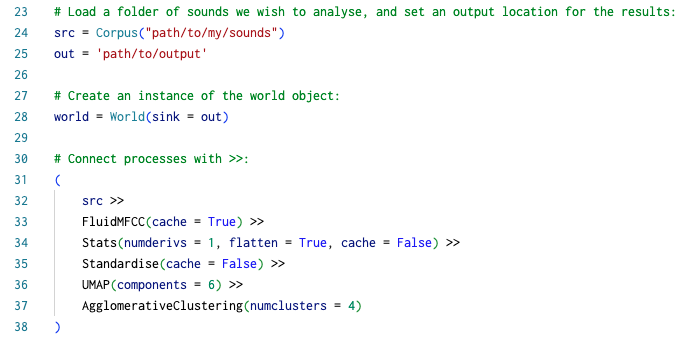 23 # Load a folder of sounds we wish to analyse, and set an output location for the results:
24 src = Corpus("path/to/my/sounds")
25 out = 'path/to/output'
26
27 # Create an instance of the world object:
28 world = World(sink = out)
29
30 # Connect processes with >>:
31 (
32     src >>
33     FluidMFCC(cache = True) >>
34     Stats(numderivs = 1, flatten = True, cache = False) >>
35     Standardise(cache = False) >>
36     UMAP(components = 6) >>
37     AgglomerativeClustering(numclusters = 4)
38 )